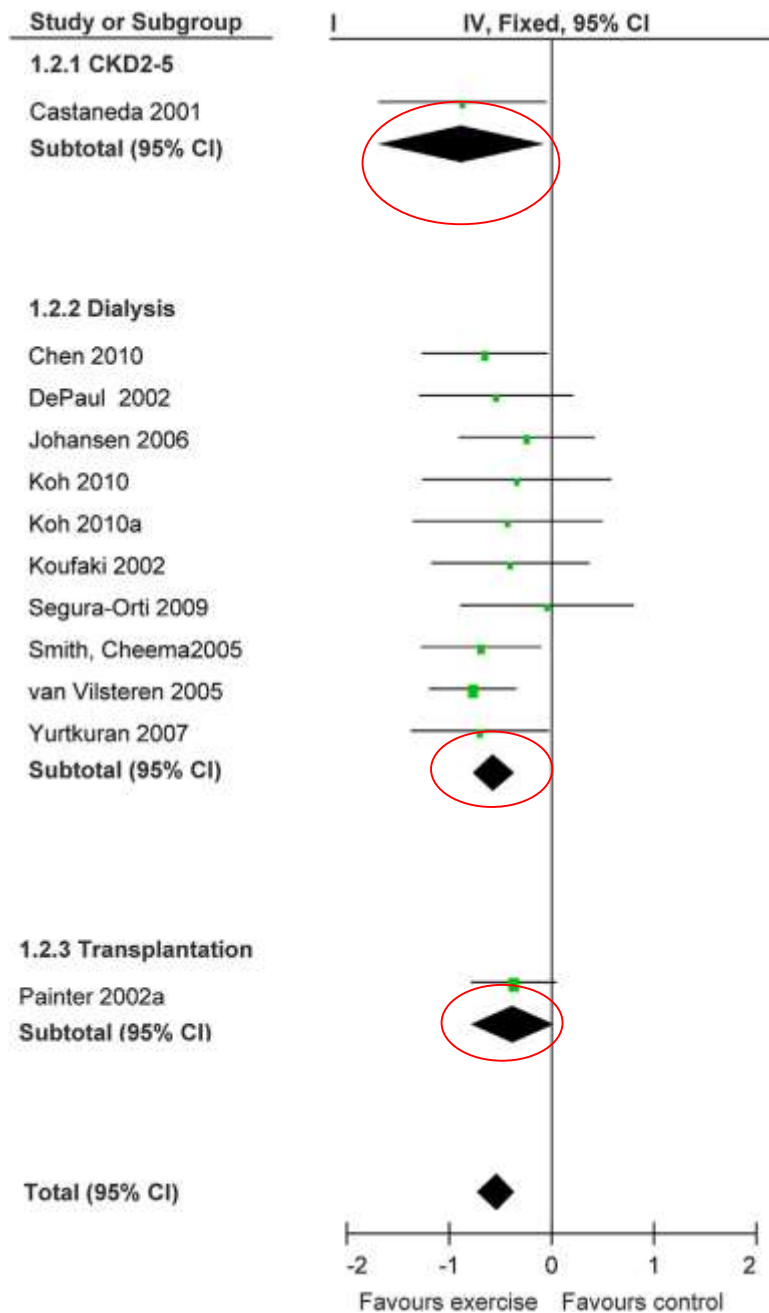 Study or Subgroup I IV, Fixed, 95% CI
1.2.1 CKD2-5
Castaneda 2001
Subtotal (95% CI)
1.2.2 Dialysis
Chen 2010
DePaul 2002
Johansen 2006
Koh 2010
Koh 2010a
Koufaki 2002
Segura-Orti 2009
Smith, Cheema2005
van Vilsteren 2005
Yurtkuran 2007
Subtotal (95% CI)
1.2.3 Transplantation
Painter 2002a
Subtotal (95% CI)
Total (95% CI)
-2 -1 0 1 2
Favours exercise Favours control